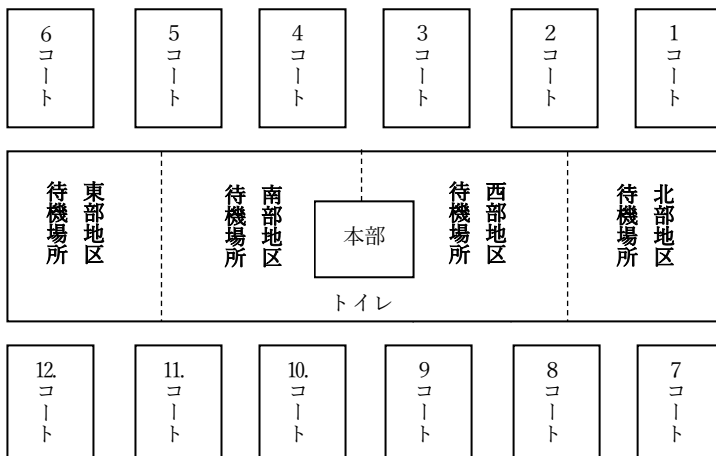 6コート
5コート
4コート
3コート
2コート
1コート
東部地区
待機場所
南部地区
待機場所
本部
西部地区
待機場所
北部地区
待機場所
トイレ
12.コート
11.コート
10.コート
9コート
8コート
7コート